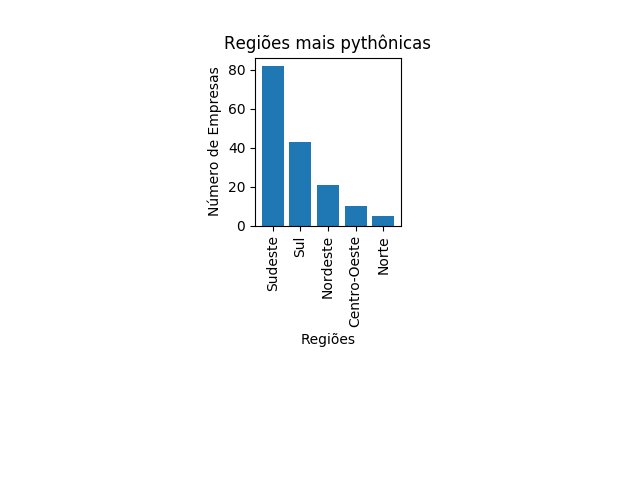 Regiões mais pythônicas
Número de Empresas
80
60
40
20
0
Sudeste
Sul
Nordeste
Centro-Oeste
Norte
Regiões